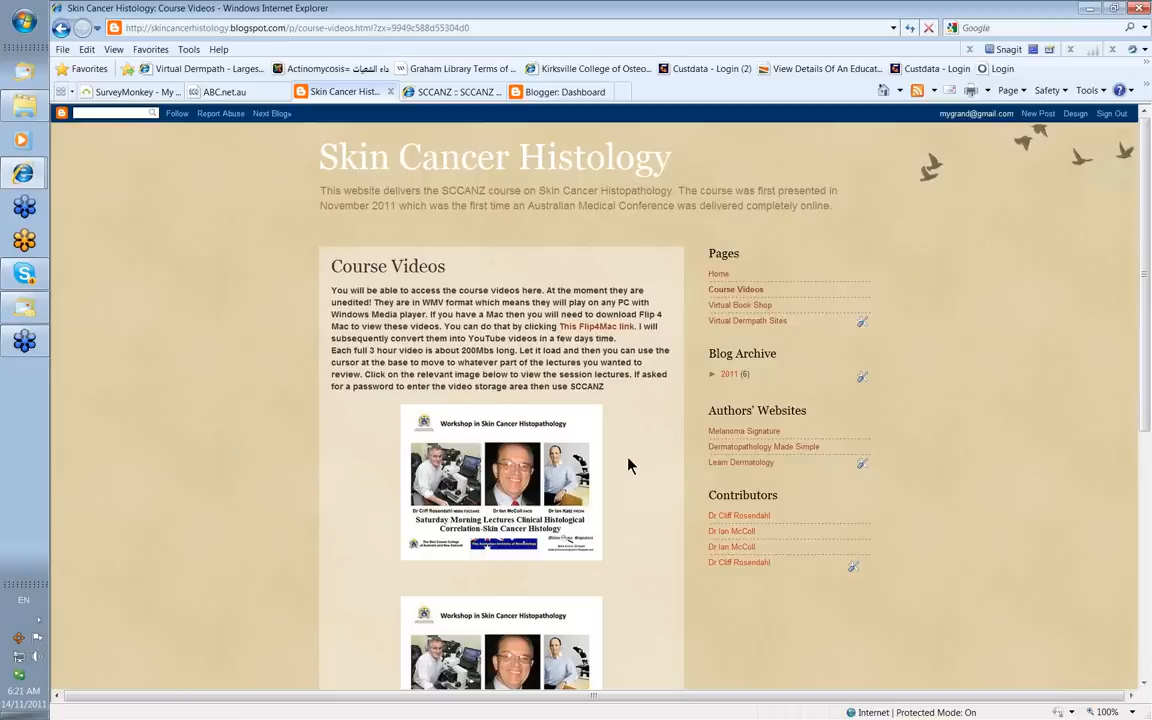 Skin Cancer Histology: Course Videos - Windows Internet Explorer
http://skincancerhistology.blogspot.com/p/course-videos.html?zx=9949c588d55304d0
Google
File Edit View Favorites Tools Help
Snagit
Favorites Virtual Dermpath - Larges... Actinomycosis= داء الشعيات ... Graham Library Terms of ... Kirksville College of Osteo... Custdata - Login (2) View Details Of An Educat... Custdata - Login Login
SurveyMonkey - My ... ABC.net.au Skin Cancer Hist... SCCANZ :: SCCANZ ... Blogger: Dashboard
Page Safety Tools
Follow Report Abuse Next Blog» mygrand@gmail.com New Post Design Sign Out
Skin Cancer Histology
This website delivers the SCCANZ course on Skin Cancer Histopathology. The course was first presented in
November 2011 which was the first time an Australian Medical Conference was delivered completely online.
Course Videos
You will be able to access the course videos here. At the moment they are
unedited! They are in WMV format which means they will play on any PC with
Windows Media player. If you have a Mac then you will need to download Flip 4
Mac to view these videos. You can do that by clicking This Flip4Mac link. I will
subsequently convert them into YouTube videos in a few days time.
Each full 3 hour video is about 200Mbs long. Let it load and then you can use the
cursor at the base to move to whatever part of the lectures you wanted to
review. Click on the relevant image below to view the session lectures. If asked
for a password to enter the video storage area then use SCCANZ
Workshop in Skin Cancer Histopathology
Dr Cliff Rosendahl Dr Ian McColl Dr Ian Katz
Saturday Morning Lectures Clinical Histological
Correlation-Skin Cancer Histology
Workshop in Skin Cancer Histopathology
Pages
Home
Course Videos
Virtual Book Shop
Virtual Dermpath Sites
Blog Archive
► 2011 (6)
Authors' Websites
Melanoma Signature
Dermatopathology Made Simple
Learn Dermatology
Contributors
Dr Cliff Rosendahl
Dr Ian McColl
Dr Ian McColl
Dr Cliff Rosendahl
EN
6:21 AM
14/11/2011
Internet | Protected Mode: On
100%